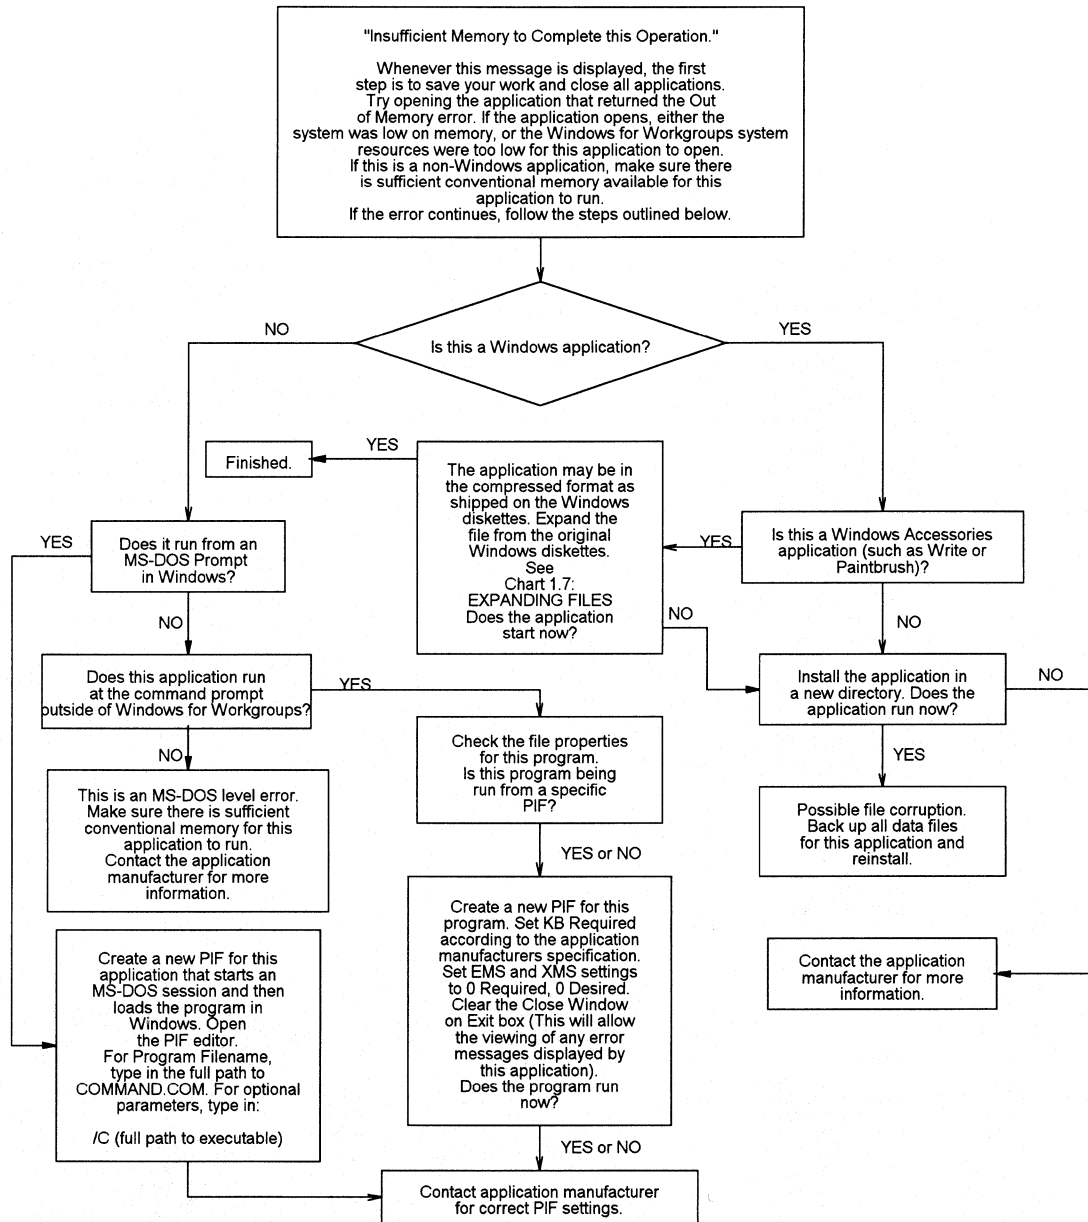 "Insufficient Memory to Complete this Operation."
Whenever this message is displayed, the first
step is to save your work and close all applications.
Try opening the application that returned the Out
of Memory error. If the application opens, either the
system was low on memory, or the Windows for Workgroups system
resources were too low for this application to open.
If this is a non-Windows application, make sure there
is sufficient conventional memory available for this
application to run.
If the error continues, follow the steps outlined below.
NO
YES
Is this a Windows application?
YES
Finished.
The application may be in
the compressed format as
shipped on the Windows
diskettes. Expand the
file from the original
Windows diskettes.
See
Chart 1.7:
EXPANDING FILES
Does the application
start now?
YES
Is this a Windows Accessories
application (such as Write or
Paintbrush)?
YES
Does it run from an
MS-DOS Prompt
in Windows?
NO
NO
NO
Does this application run
at the command prompt
outside of Windows for Workgroups?
YES
Install the application in
a new directory. Does the
application run now?
NO
NO
Check the file properties
for this program.
Is this program being
run from a specific
PIF?
YES
This is an MS-DOS level error.
Make sure there is sufficient
conventional memory for this
application to run.
Contact the application
manufacturer for more
information.
YES or NO
Possible file corruption.
Back up all data files
for this application and
reinstall.
Create a new PIF for this
program. Set KB Required
according to the application
manufacturers specification.
Set EMS and XMS settings
to 0 Required, 0 Desired.
Clear the Close Window
on Exit box (This will allow
the viewing of any error
messages displayed by
this application).
Does the program run
now?
Create a new PIF for this
application that starts an
MS-DOS session and then
loads the program in
Windows. Open
the PIF editor.
For Program Filename,
type in the full path to
COMMAND.COM. For optional
parameters, type in:
/C (full path to executable)
Contact the application
manufacturer for more
information.
YES or NO
Contact application manufacturer
for correct PIF settings.